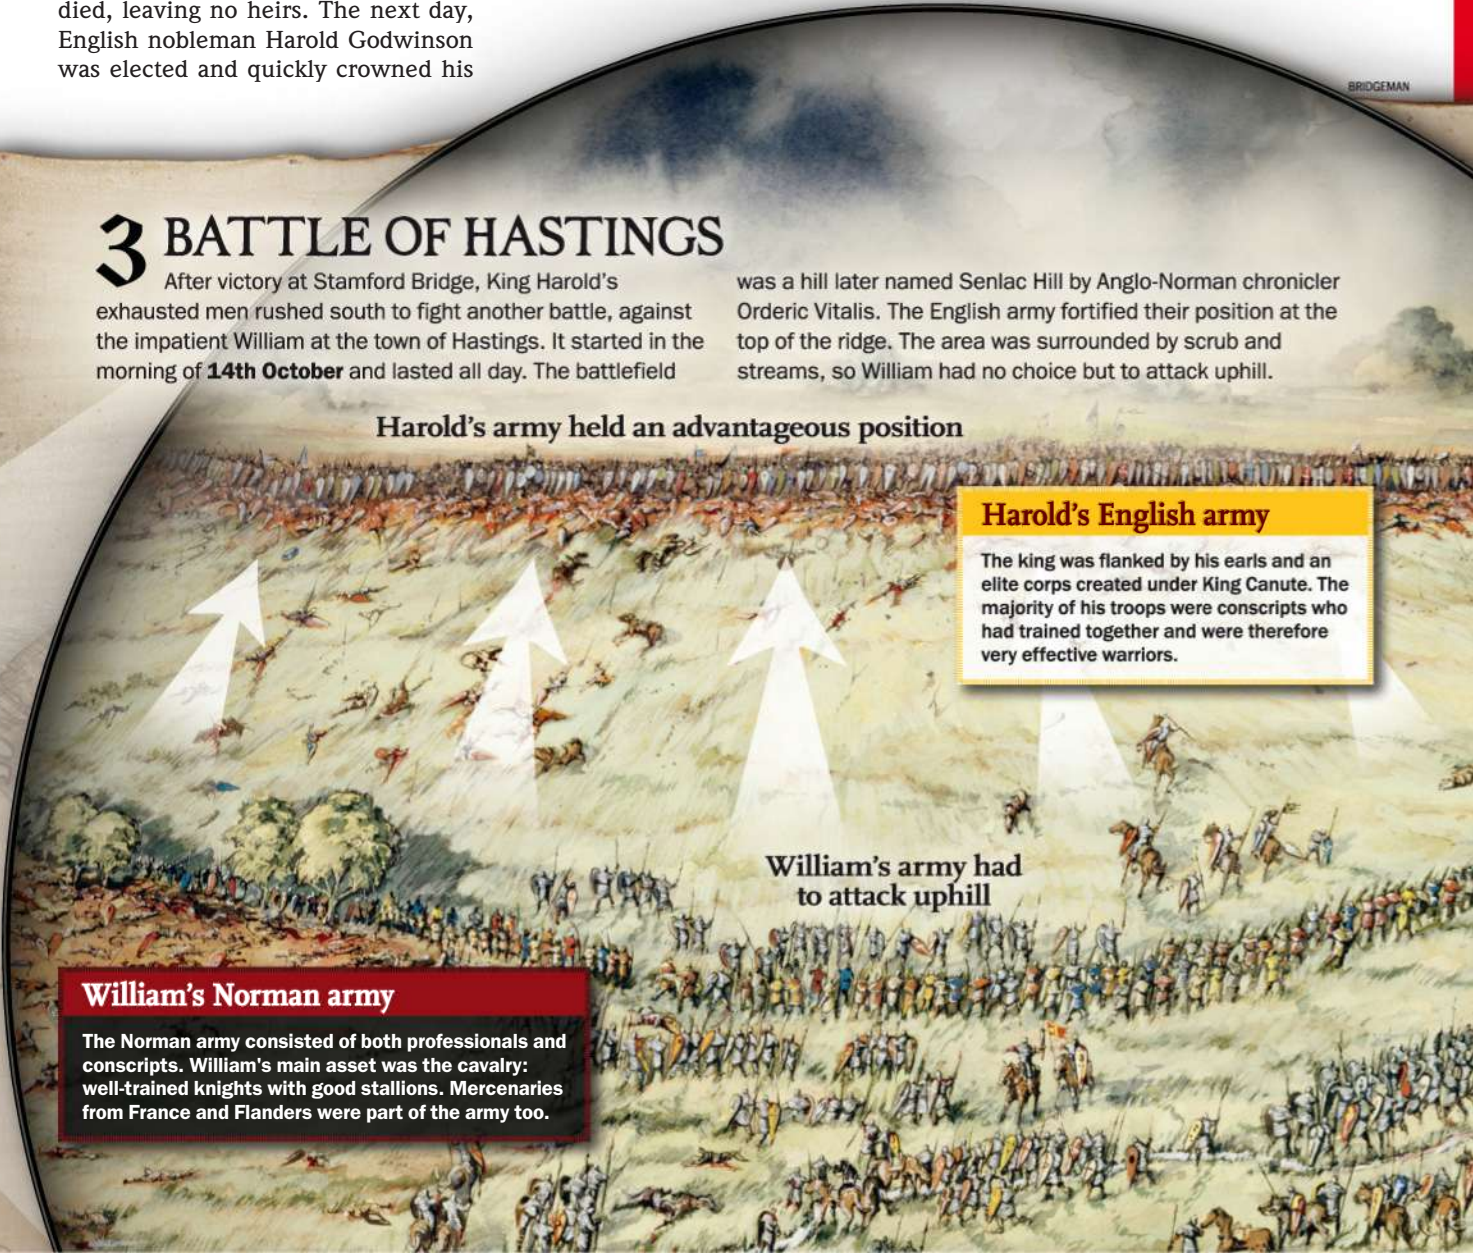 died, leaving no heirs. The next day,
English nobleman Harold Godwinson
was elected and quickly crowned his
BRIDGEMAN
3 BATTLE OF HASTINGS
After victory at Stamford Bridge, King Harold's
exhausted men rushed south to fight another battle, against
the impatient William at the town of Hastings. It started in the
morning of 14th October and lasted all day. The battlefield
was a hill later named Senlac Hill by Anglo-Norman chronicler
Orderic Vitalis. The English army fortified their position at the
top of the ridge. The area was surrounded by scrub and
streams, so William had no choice but to attack uphill.
Harold's army held an advantageous position
Harold's English army
The king was flanked by his earls and an
elite corps created under King Canute. The
majority of his troops were conscripts who
had trained together and were therefore
very effective warriors.
William's army had
to attack uphill
William's Norman army
The Norman army consisted of both professionals and
conscripts. William's main asset was the cavalry:
well-trained knights with good stallions. Mercenaries
from France and Flanders were part of the army too.